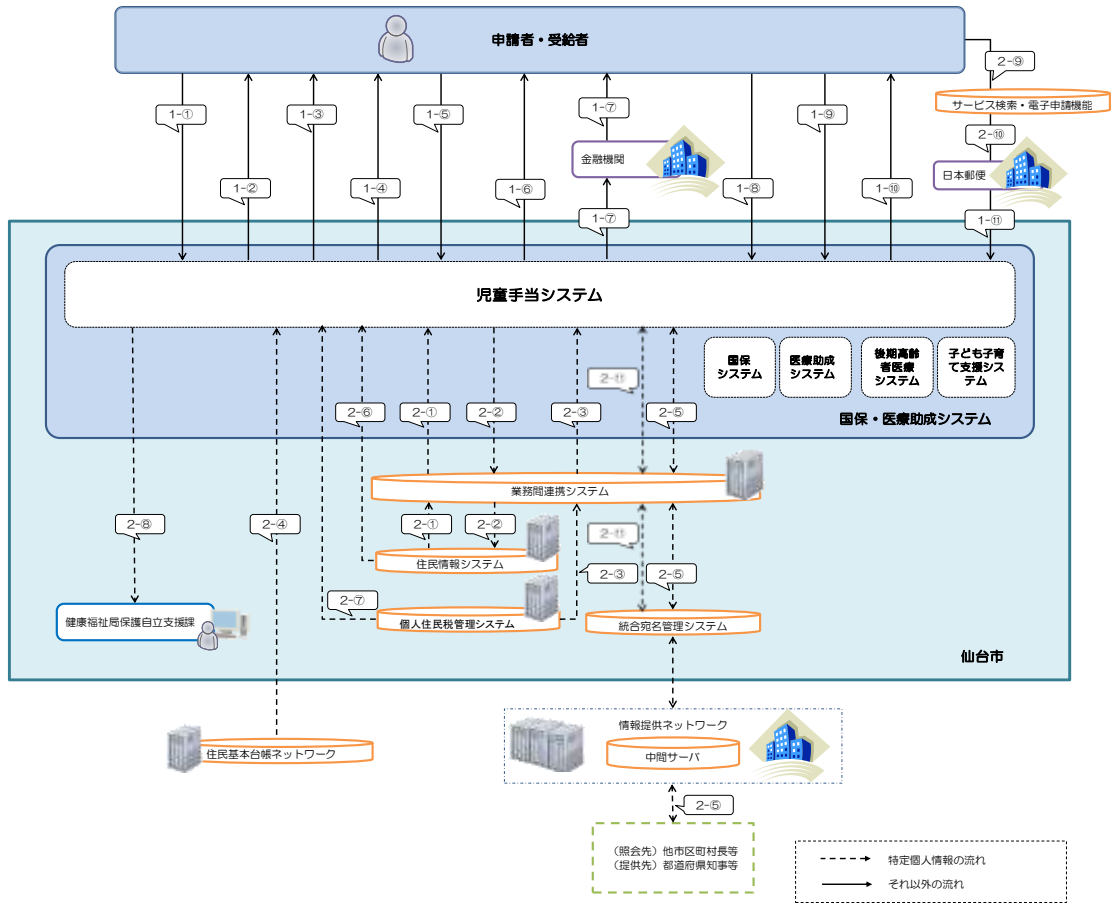 申請者・受給者
2-⑨
サービス検索・電子申請機能
1-①
1-③
1-⑤
1-⑦
1-⑨
2-⑩
金融機関
日本郵便
1-②
1-④
1-⑥
1-⑦
1-⑧
1-⑩
1-⑪
児童手当システム
国保
システム
医療助成
システム
後期高齢
者医療
システム
子ども子育
て支援シス
テム
国保・医療助成システム
2-⑪
2-⑥
2-①
2-②
2-③
2-⑤
業務間連携システム
2-⑧
2-④
2-①
2-②
2-⑪
住民情報システム
2-③
2-⑤
2-⑦
健康福祉局保護自立支援課
個人住民税管理システム
統合宛名管理システム
仙台市
住民基本台帳ネットワーク
情報提供ネットワーク
中間サーバ
2-⑤
（照会先）他市区町村長等
（提供先）都道府県知事等
特定個人情報の流れ
それ以外の流れ